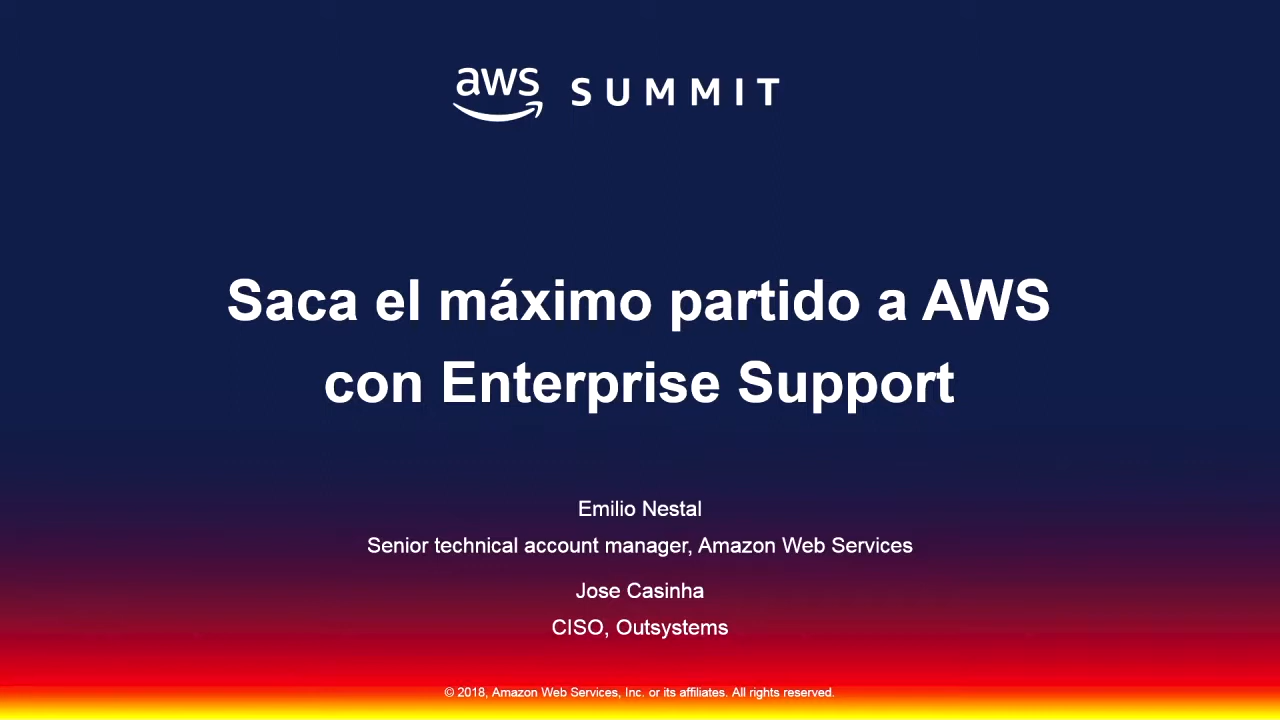 aws SUMMIT
Saca el máximo partido a AWS
con Enterprise Support
Emilio Nestal
Senior technical account manager, Amazon Web Services
Jose Casinha
CISO, Outsystems
© 2018, Amazon Web Services, Inc. or its affiliates. All rights reserved.